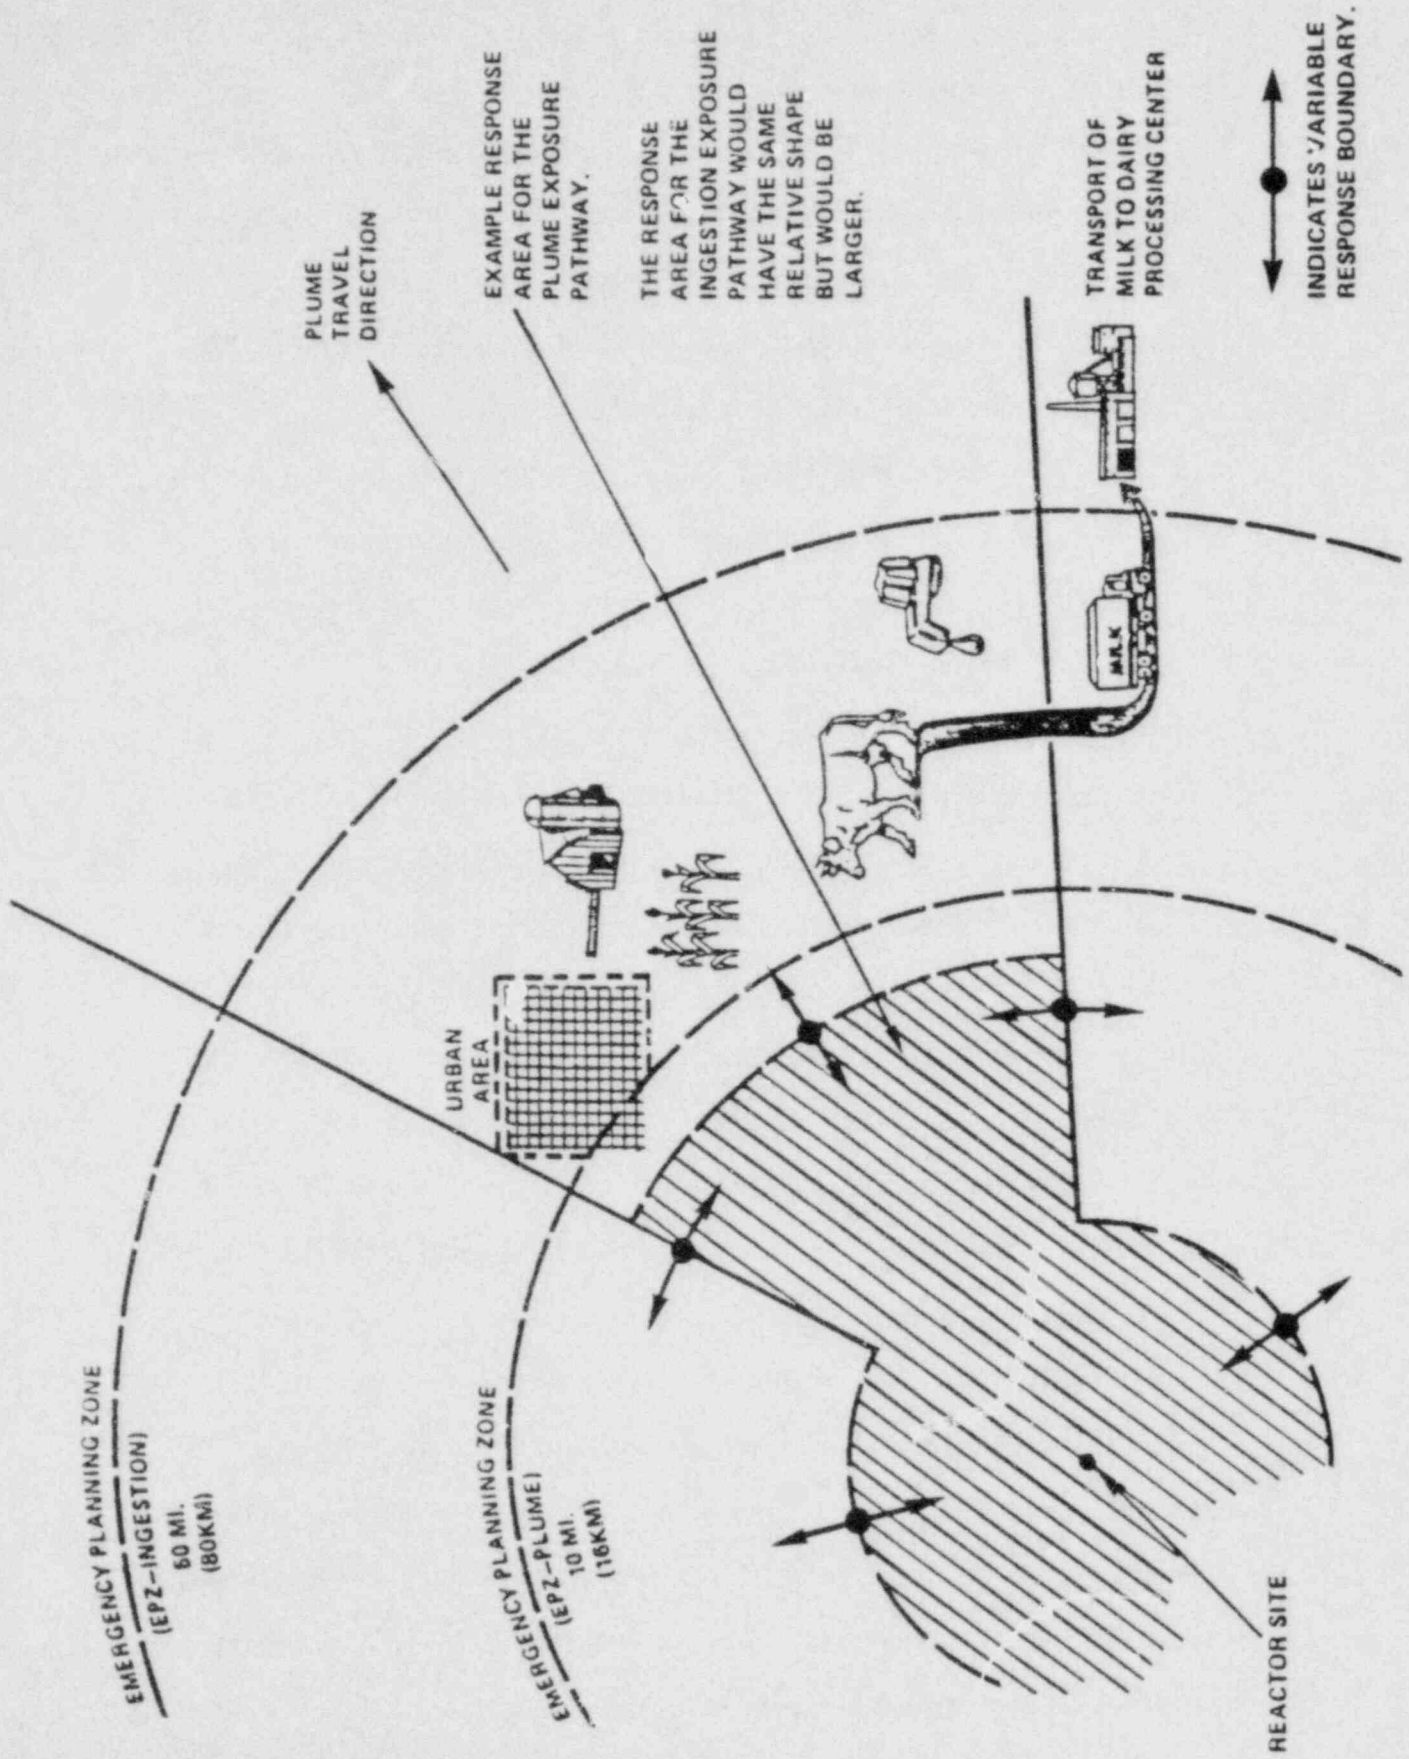 EMERGENCY PLANNING ZONE
(EPZ–INGESTION)
50 MI.
(80KM)
EMERGENCY PLANNING ZONE
(EPZ–PLUME)
10 MI.
(16KM)
URBAN
AREA
PLUME
TRAVEL
DIRECTION
EXAMPLE RESPONSE
AREA FOR THE
PLUME EXPOSURE
PATHWAY.
THE RESPONSE
AREA FOR THE
INGESTION EXPOSURE
PATHWAY WOULD
HAVE THE SAME
RELATIVE SHAPE
BUT WOULD BE
LARGER.
MILK
TRANSPORT OF
MILK TO DAIRY
PROCESSING CENTER
REACTOR SITE
INDICATES VARIABLE
RESPONSE BOUNDARY.